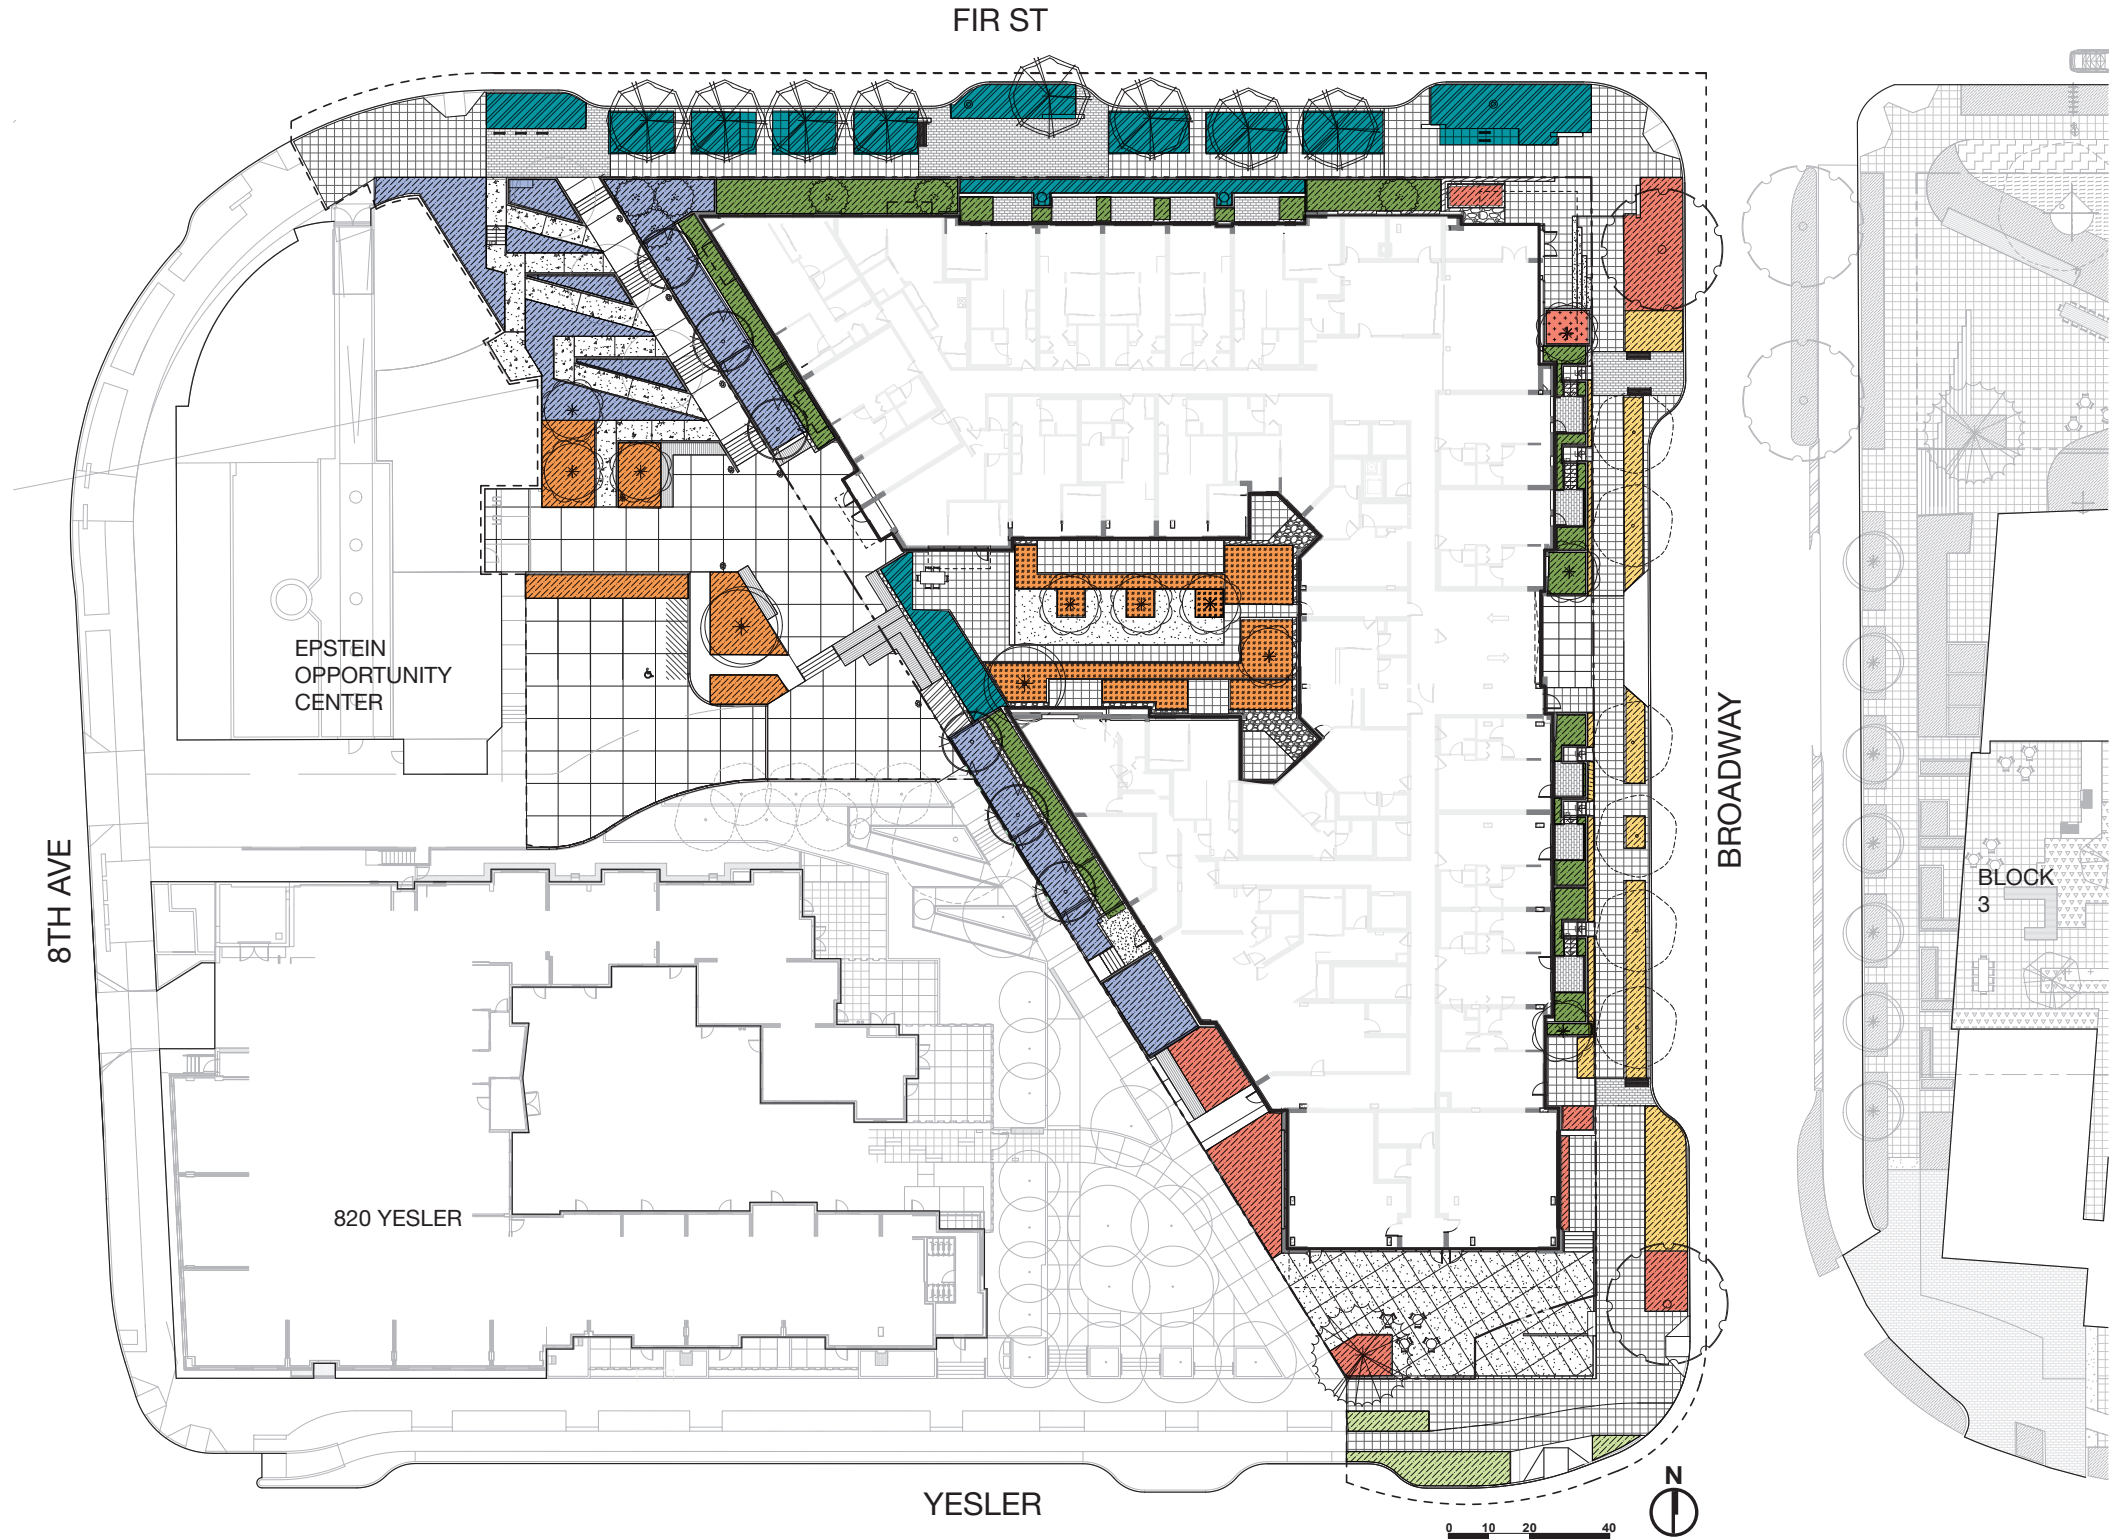 FIR ST
EPSTEIN
OPPORTUNITY
CENTER
BROADWAY
8TH AVE
BLOCK
3
820 YESLER
YESLER
N
0 10 20 40